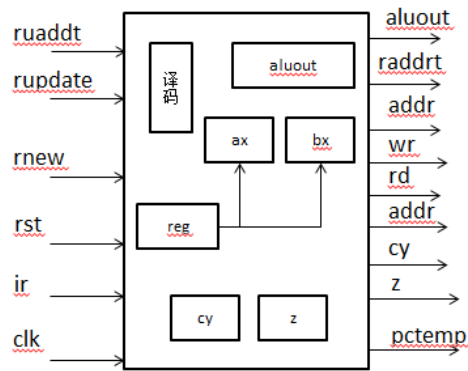 ruaddt
rupdate
rnew
rst
ir
clk
译
码
aluout
ax
bx
reg
cy
z
aluout
raddrt
addr
wr
rd
addr
cy
z
pctemp